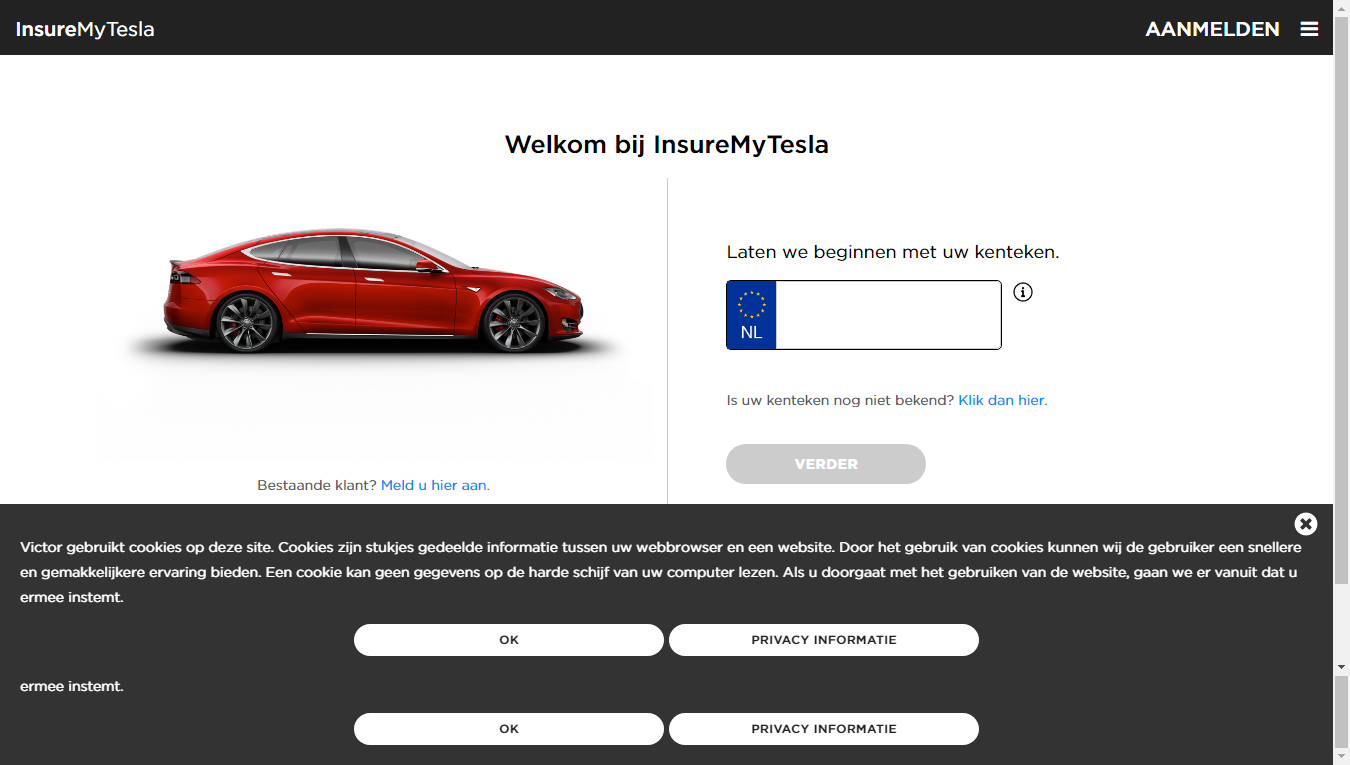 InsureMyTesla
AANMELDEN
Welkom bij InsureMyTesla
Laten we beginnen met uw kenteken.
NL
Is uw kenteken nog niet bekend? Klik dan hier.
VERDER
Bestaande klant? Meld u hier aan.
Victor gebruikt cookies op deze site. Cookies zijn stukjes gedeelde informatie tussen uw webbrowser en een website. Door het gebruik van cookies kunnen wij de gebruiker een snellere
en gemakkelijkere ervaring bieden. Een cookie kan geen gegevens op de harde schijf van uw computer lezen. Als u doorgaat met het gebruiken van de website, gaan we er vanuit dat u
ermee instemt.
OK PRIVACY INFORMATIE
ermee instemt.
OK PRIVACY INFORMATIE